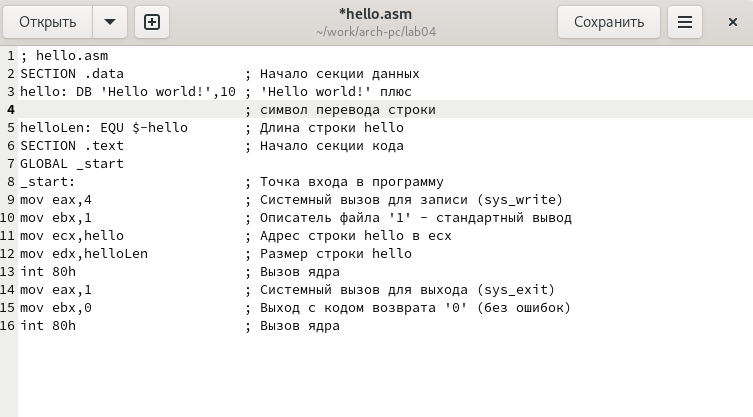 Открыть
*hello.asm
~/work/arch-pc/lab04
Сохранить
1 ; hello.asm
2 SECTION .data ; Начало секции данных
3 hello: DB 'Hello world!',10 ; 'Hello world!' плюс
4 ; символ перевода строки
5 helloLen: EQU $-hello ; Длина строки hello
6 SECTION .text ; Начало секции кода
7 GLOBAL _start
8 _start: ; Точка входа в программу
9 mov eax,4 ; Системный вызов для записи (sys_write)
10 mov ebx,1 ; Описатель файла '1' - стандартный вывод
11 mov ecx,hello ; Адрес строки hello в ecx
12 mov edx,helloLen ; Размер строки hello
13 int 80h ; Вызов ядра
14 mov eax,1 ; Системный вызов для выхода (sys_exit)
15 mov ebx,0 ; Выход с кодом возврата '0' (без ошибок)
16 int 80h ; Вызов ядра